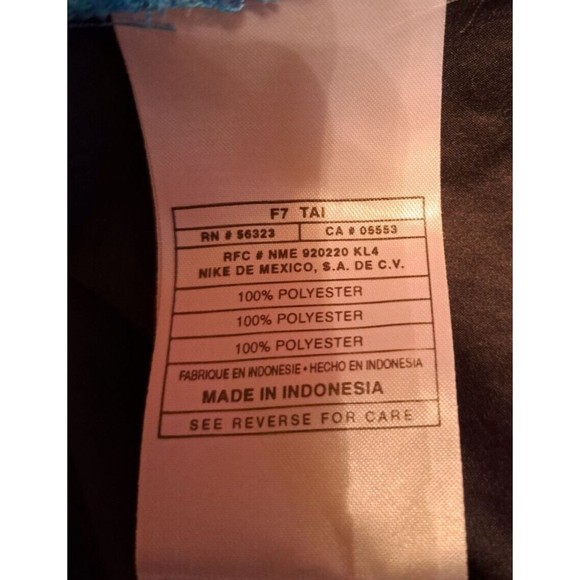 F7 TAI
RN # 56323 CA # 05553
RFC # NME 920220 KL4
NIKE DE MEXICO, S.A. DE C.V.
100% POLYESTER
100% POLYESTER
100% POLYESTER
FABRIQUE EN INDONESIE • HECHO EN INDONESIA
MADE IN INDONESIA
SEE REVERSE FOR CARE